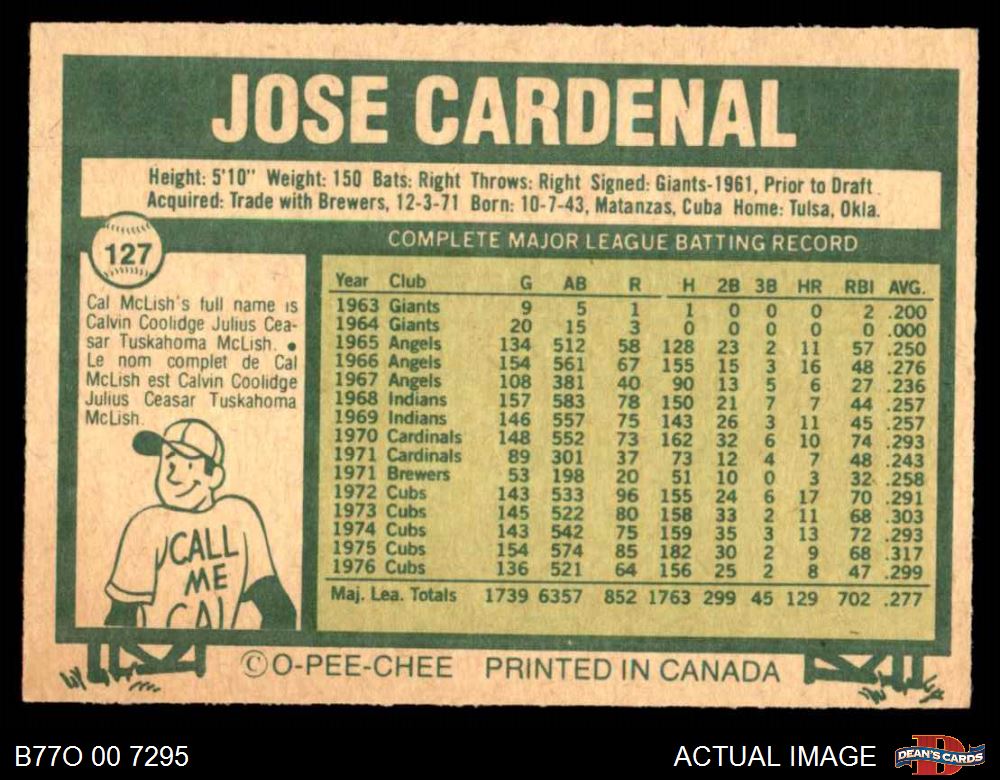 JOSE CARDENAL
Height: 5'10" Weight: 150 Bats: Right Throws: Right Signed: Giants-1961, Prior to Draft
Acquired: Trade with Brewers, 12-3-71 Born: 10-7-43, Matanzas, Cuba Home: Tulsa, Okla.
127
Cal McLish's full name is
Calvin Coolidge Julius Cea-
sar Tuskahoma McLish. •
Le nom complet de Cal
McLish est Calvin Coolidge
Julius Ceasar Tuskahoma
McLish.
CALL
ME
CAL
COMPLETE MAJOR LEAGUE BATTING RECORD
Year Club G AB R H 2B 3B HR RBI AVG.
1963 Giants 9 5 1 1 0 0 0 2 .200
1964 Giants 20 15 3 0 0 0 0 0 .000
1965 Angels 134 512 58 128 23 2 11 57 .250
1966 Angels 154 561 67 155 15 3 16 48 .276
1967 Angels 108 381 40 90 13 5 6 27 .236
1968 Indians 157 583 78 150 21 7 7 44 .257
1969 Indians 146 557 75 143 26 3 11 45 .257
1970 Cardinals 148 552 73 162 32 6 10 74 .293
1971 Cardinals 89 301 37 73 12 4 7 48 .243
1971 Brewers 53 198 20 51 10 0 3 32 .258
1972 Cubs 143 533 96 155 24 6 17 70 .291
1973 Cubs 145 522 80 158 33 2 11 68 .303
1974 Cubs 143 542 75 159 35 3 13 72 .293
1975 Cubs 154 574 85 182 30 2 9 68 .317
1976 Cubs 136 521 64 156 25 2 8 47 .299
Maj. Lea. Totals 1739 6357 852 1763 299 45 129 702 .277
© O-PEE-CHEE PRINTED IN CANADA
B77O 00 7295
ACTUAL IMAGE
D
DEAN'S CARDS